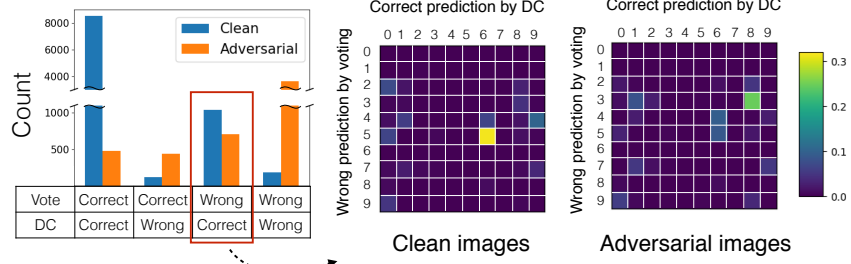 8000
6000
4000
1000
500
Count
Clean
Adversarial
Vote Correct Correct Wrong Wrong
DC Correct Wrong Correct Wrong
Correct prediction by DC
0 1 2 3 4 5 6 7 8 9
Wrong prediction by voting
0
1
2
3
4
5
6
7
8
9
Clean images
Correct prediction by DC
0 1 2 3 4 5 6 7 8 9
Wrong prediction by voting
0
1
2
3
4
5
6
7
8
9
Adversarial images
0.3
0.2
0.1
0.0